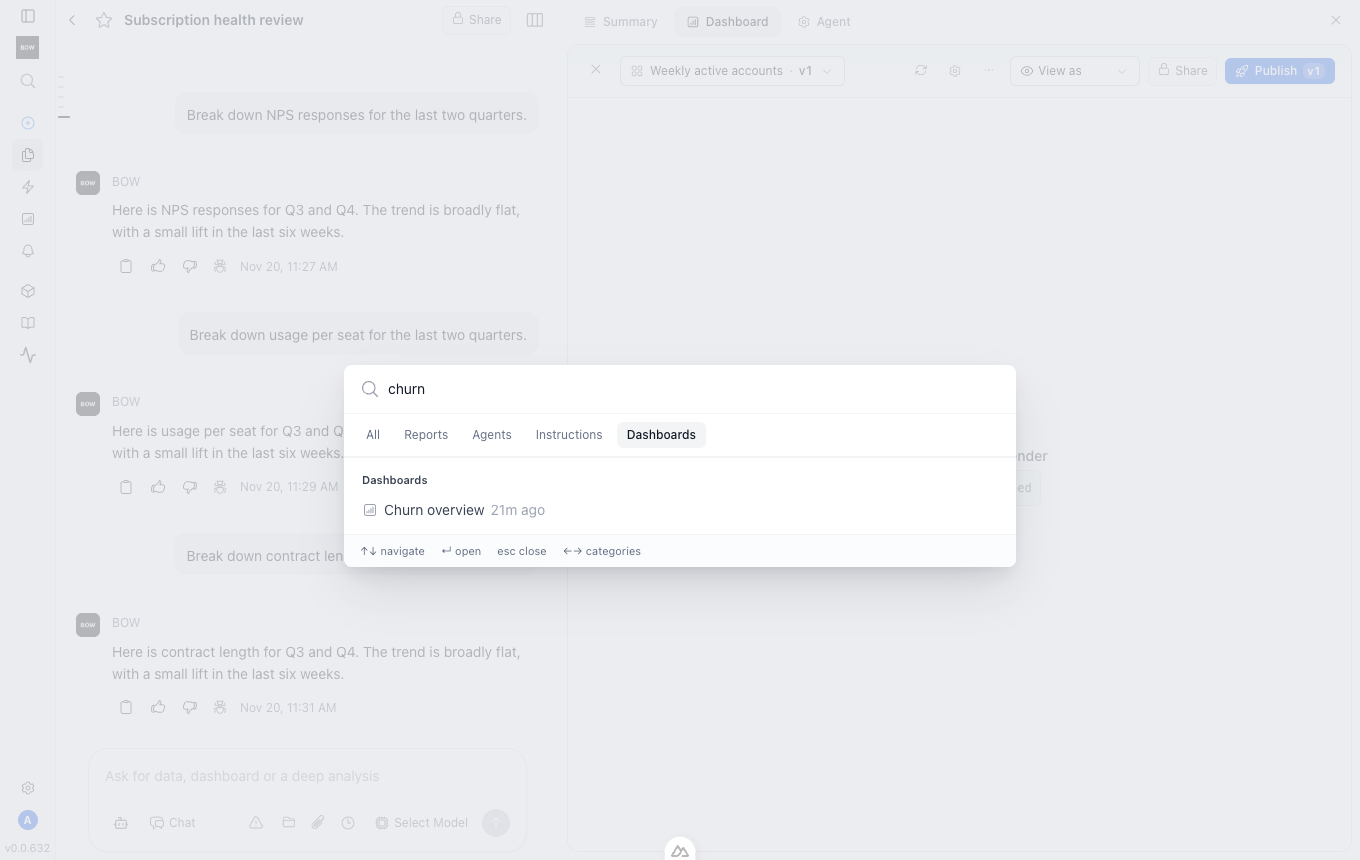 Subscription health review
Share
Summary
Dashboard
Agent
BOW
Weekly active accounts · v1
View as
Share
Publish v1
Break down NPS responses for the last two quarters.
BOW
BOW
Here is NPS responses for Q3 and Q4. The trend is broadly flat,
with a small lift in the last six weeks.
Nov 20, 11:27 AM
Break down usage per seat for the last two quarters.
BOW
BOW
Here is usage per seat for Q3 and Q
with a small lift in the last six weeks.
Nov 20, 11:29 AM
Break down contract len
churn
All
Reports
Agents
Instructions
Dashboards
Dashboards
Churn overview 21m ago
navigate
open
esc close
categories
nder
ed
BOW
BOW
Here is contract length for Q3 and Q4. The trend is broadly flat,
with a small lift in the last six weeks.
Nov 20, 11:31 AM
Ask for data, dashboard or a deep analysis
Chat
Select Model
A
v0.0.632